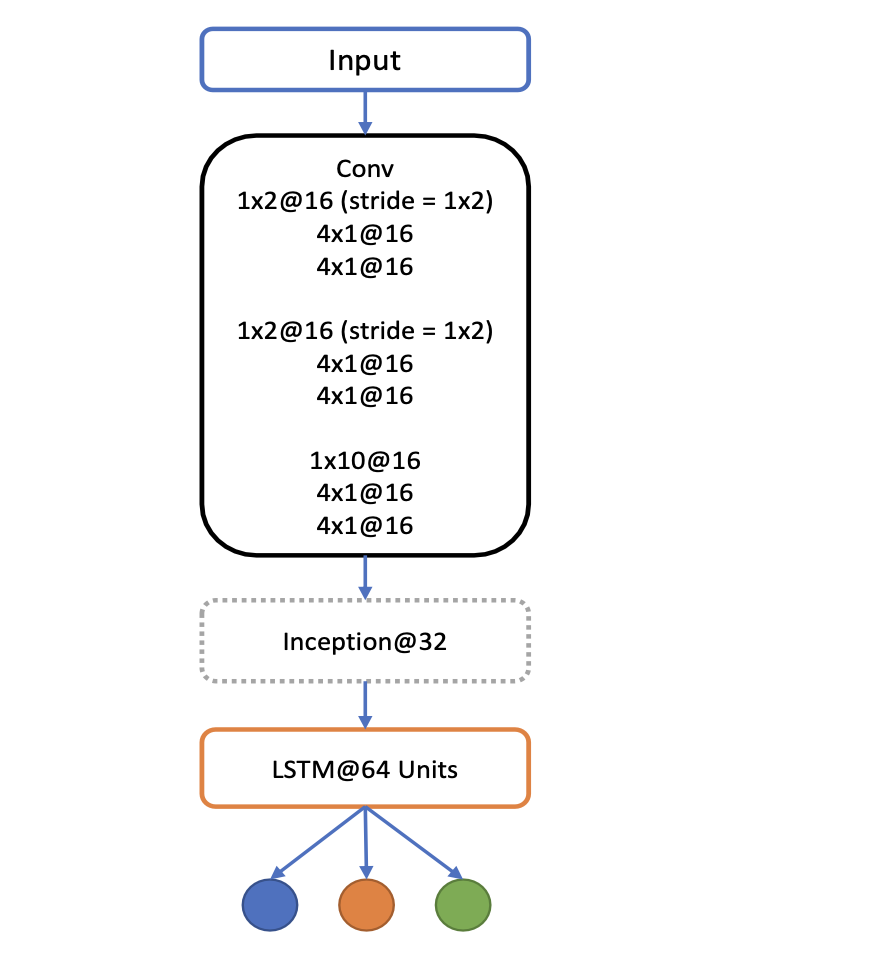 Input
Conv
1x2@16 (stride = 1x2)
4x1@16
4x1@16
1x2@16 (stride = 1x2)
4x1@16
4x1@16
1x10@16
4x1@16
4x1@16
Inception@32
LSTM@64 Units